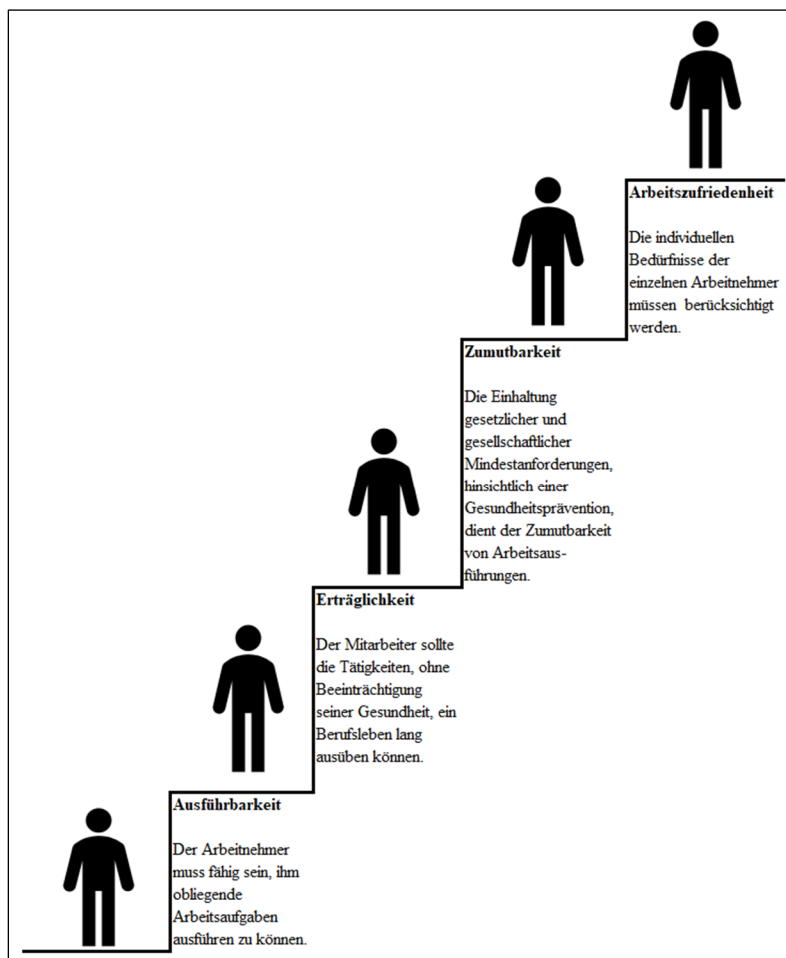 Arbeitszufriedenheit
Die individuellen
Bedürfnisse der
einzelnen Arbeitnehmer
müssen berücksichtigt
werden.
Zumutbarkeit
Die Einhaltung
gesetzlicher und
gesellschaftlicher
Mindestanforderungen,
hinsichtlich einer
Gesundheitsprävention,
dient der Zumutbarkeit
von Arbeitsaus-
führungen.
Erträglichkeit
Der Mitarbeiter sollte
die Tätigkeiten, ohne
Beeinträchtigung
seiner Gesundheit, ein
Berufsleben lang
ausüben können.
Ausführbarkeit
Der Arbeitnehmer
muss fähig sein, ihm
obliegende
Arbeitsaufgaben
ausführen zu können.